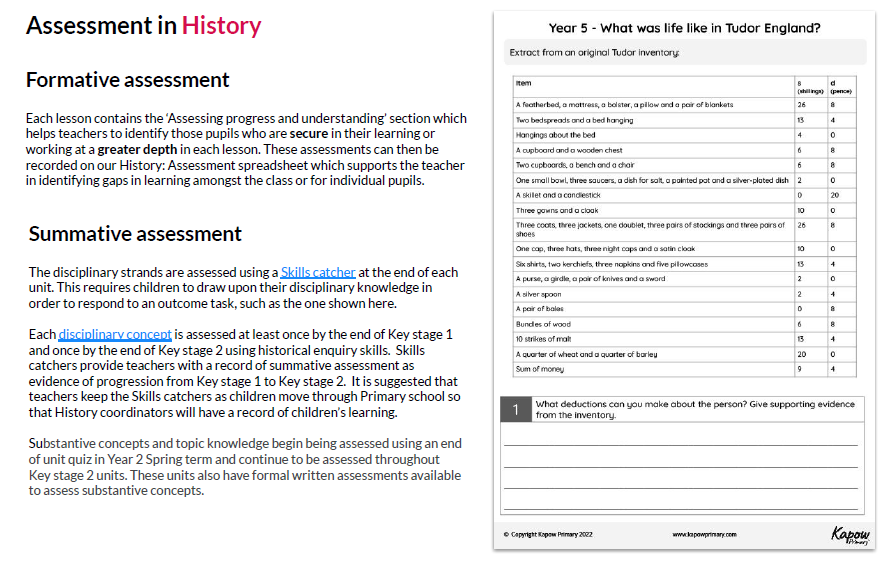 Assessment in History
Formative assessment
Each lesson contains the ‘Assessing progress and understanding’ section which
helps teachers to identify those pupils who are secure in their learning or
working at a greater depth in each lesson. These assessments can then be
recorded on our History: Assessment spreadsheet which supports the teacher
in identifying gaps in learning amongst the class or for individual pupils.
Summative assessment
The disciplinary strands are assessed using a Skills catcher at the end of each
unit. This requires children to draw upon their disciplinary knowledge in
order to respond to an outcome task, such as the one shown here.
Each disciplinary concept is assessed at least once by the end of Key stage 1
and once by the end of Key stage 2 using historical enquiry skills. Skills
catchers provide teachers with a record of summative assessment as
evidence of progression from Key stage 1 to Key stage 2. It is suggested that
teachers keep the Skills catchers as children move through Primary school so
that History coordinators will have a record of children’s learning.
Substantive concepts and topic knowledge begin being assessed using an end
of unit quiz in Year 2 Spring term and continue to be assessed throughout
Key stage 2 units. These units also have formal written assessments available
to assess substantive concepts.
Year 5 - What was life like in Tudor England?
Extract from an original Tudor inventory:
Item s (shillings) d (pence)
A featherbed, a mattress, a bolster, a pillow and a pair of blankets 26 8
Two bedspreads and a bed hanging 13 4
Hangings about the bed 4 0
A cupboard and a wooden chest 6 8
Two cupboards, a bench and a chair 6 8
One small bowl, three saucers, a dish for salt, a painted pot and a silver-plated dish 2 0
A skillet and a candlestick 0 20
Three gowns and a cloak 10 0
Three coats, three jackets, one doublet, three pairs of stockings and three pairs of 26 8
shoes
One cap, three hats, three night caps and a satin cloak 10 0
Six shirts, two kerchiefs, three napkins and five pillowcases 13 4
A purse, a girdle, a pair of knives and a sword 2 0
A silver spoon 2 4
A pair of bales 0 8
Bundles of wood 6 8
10 strikes of malt 13 4
A quarter of wheat and a quarter of barley 20 0
Sum of money 9 4
1 What deductions can you make about the person? Give supporting evidence
from the inventory.
© Copyright Kapow Primary 2022 www.kapowprimary.com Kapow
Primary